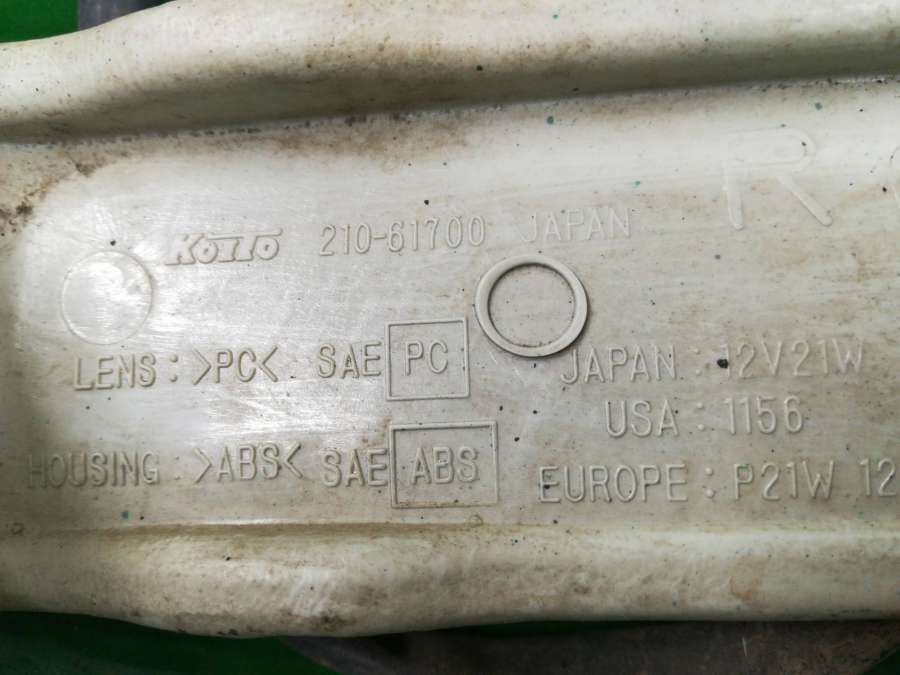 R
KOITO 210-61700 JAPAN
LENS : >PC< SAE PC
HOUSING : >ABS< SAE ABS
JAPAN : 12V21W
USA : 1156
EUROPE : P21W 12